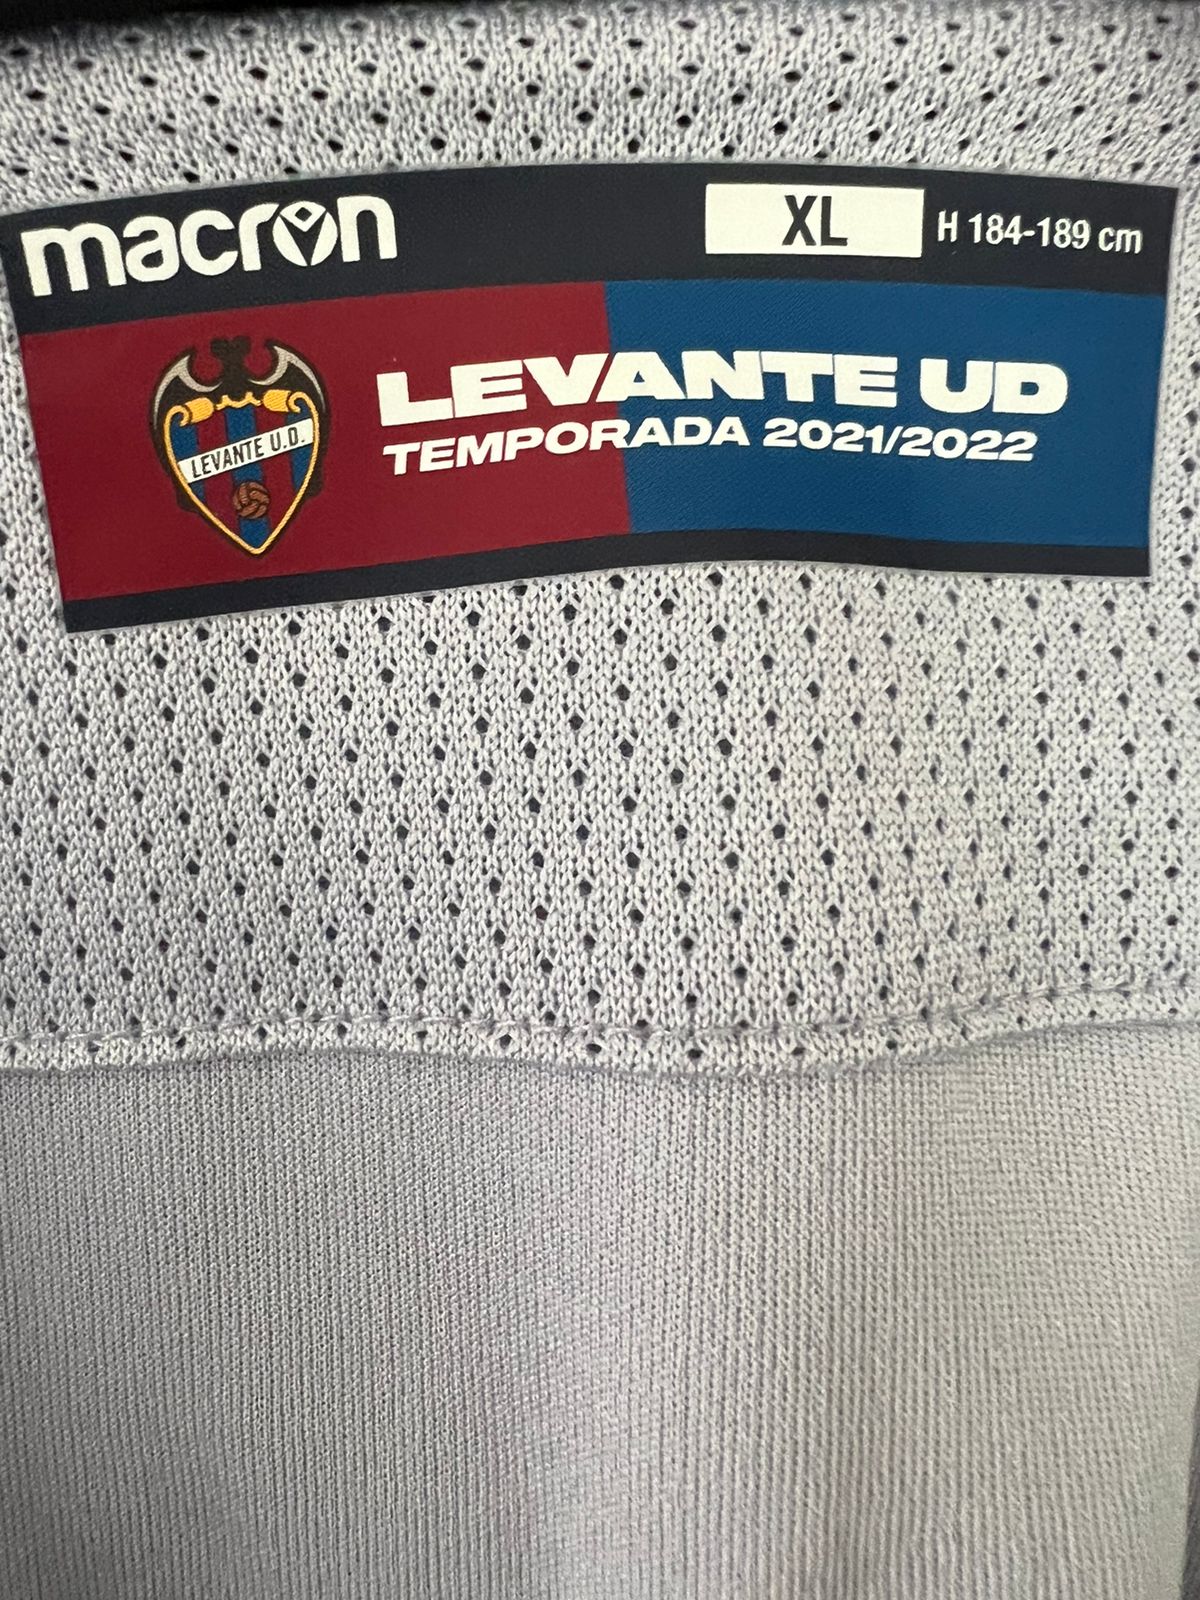 macron
XL
H 184-189 cm
LEVANTE UD
TEMPORADA 2021/2022
LEVANTE U.D.